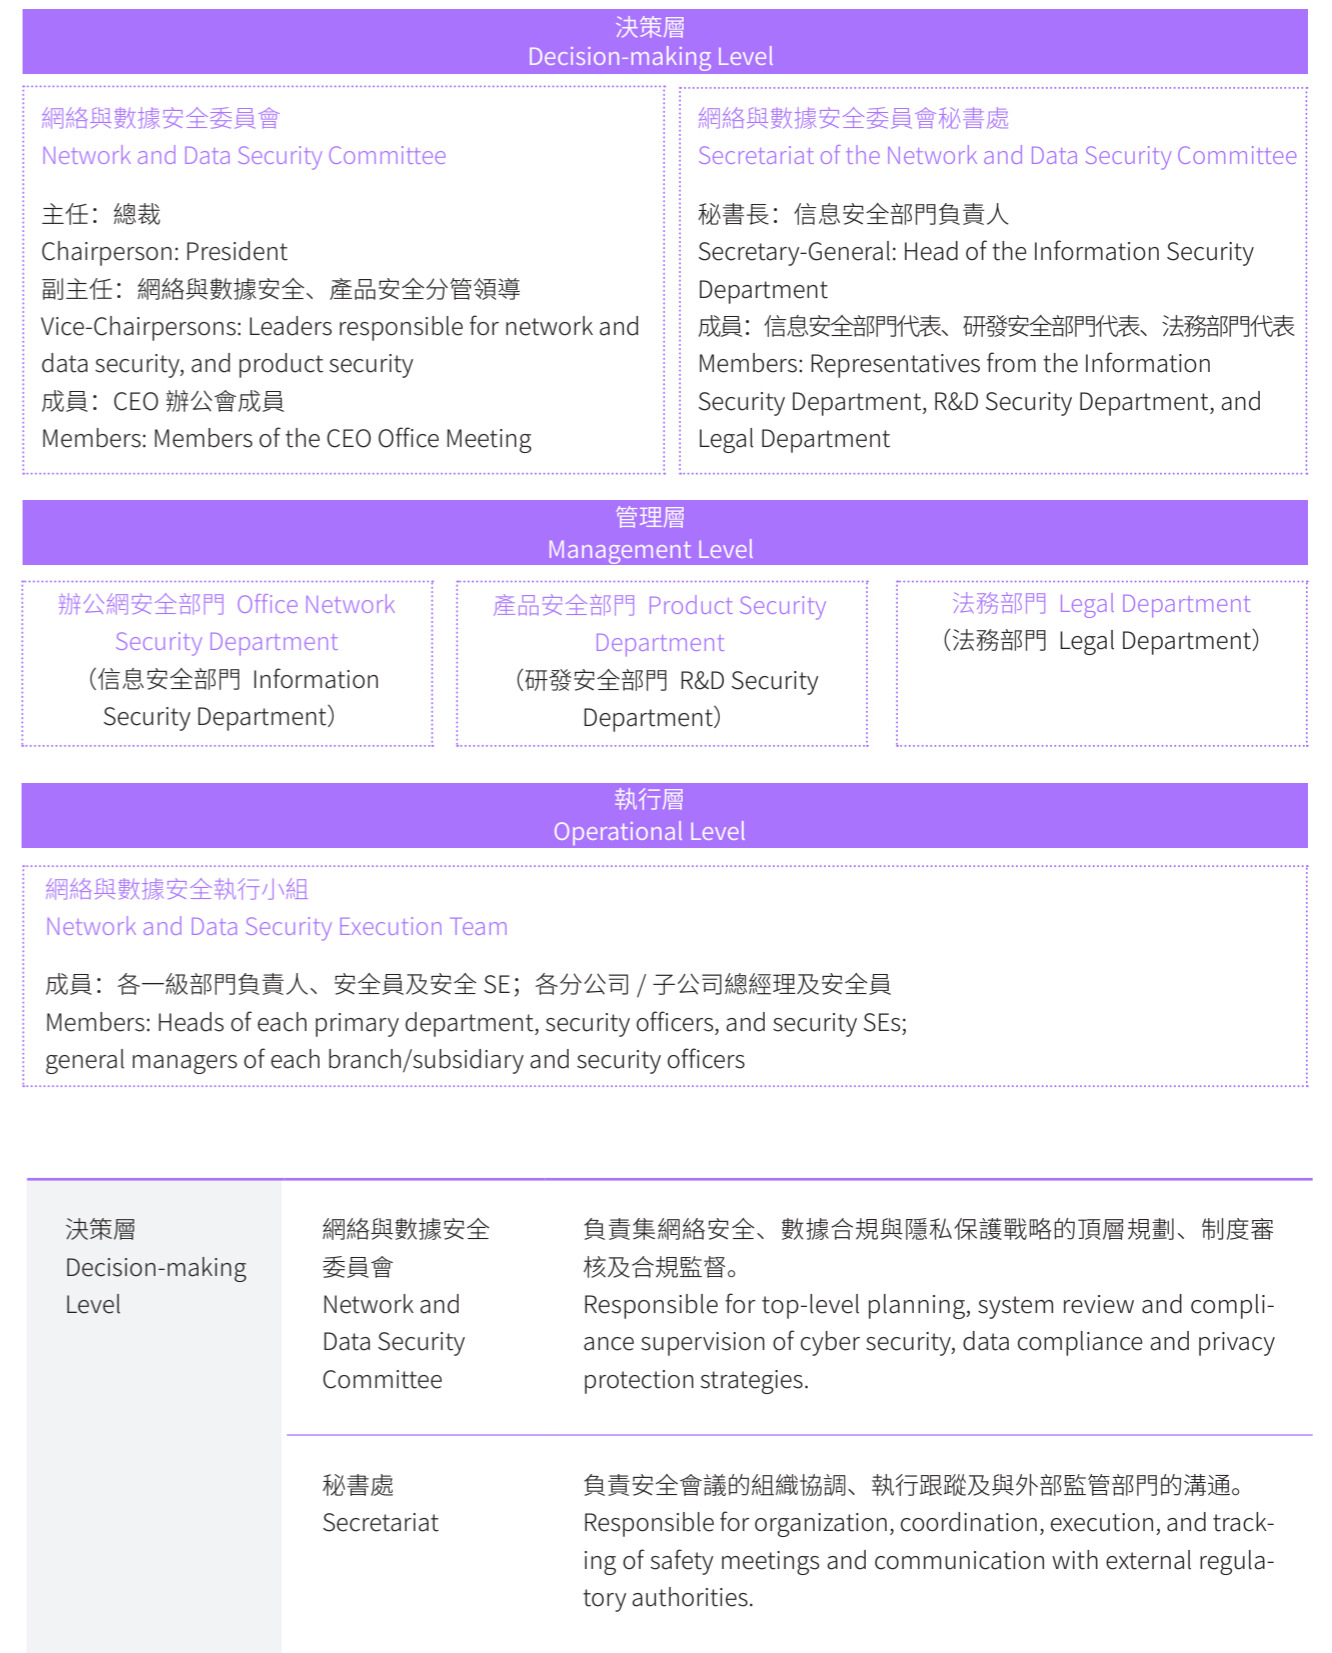 決策層
Decision-making Level
網絡與數據安全委員會
Network and Data Security Committee
主任：總裁
Chairperson: President
副主任：網絡與數據安全、產品安全分管領導
Vice-Chairpersons: Leaders responsible for network and
data security, and product security
成員：CEO 辦公會成員
Members: Members of the CEO Office Meeting
網絡與數據安全委員會秘書處
Secretariat of the Network and Data Security Committee
秘書長：信息安全部門負責人
Secretary-General: Head of the Information Security
Department
成員：信息安全部門代表、研發安全部門代表、法務部門代表
Members: Representatives from the Information
Security Department, R&D Security Department, and
Legal Department
管理層
Management Level
辦公網安全部門 Office Network
Security Department
（信息安全部門 Information
Security Department）
產品安全部門 Product Security
Department
（研發安全部門 R&D Security
Department）
法務部門 Legal Department
（法務部門 Legal Department）
執行層
Operational Level
網絡與數據安全執行小組
Network and Data Security Execution Team
成員：各一級部門負責人、安全員及安全 SE；各分公司 / 子公司總經理及安全員
Members: Heads of each primary department, security officers, and security SEs;
general managers of each branch/subsidiary and security officers
決策層
Decision-making
Level
網絡與數據安全
委員會
Network and
Data Security
Committee
負責集網絡安全、數據合規與隱私保護戰略的頂層規劃、制度審
核及合規監督。
Responsible for top-level planning, system review and compli-
ance supervision of cyber security, data compliance and privacy
protection strategies.
秘書處
Secretariat
負責安全會議的組織協調、執行跟蹤及與外部監管部門的溝通。
Responsible for organization, coordination, execution, and track-
ing of safety meetings and communication with external regula-
tory authorities.